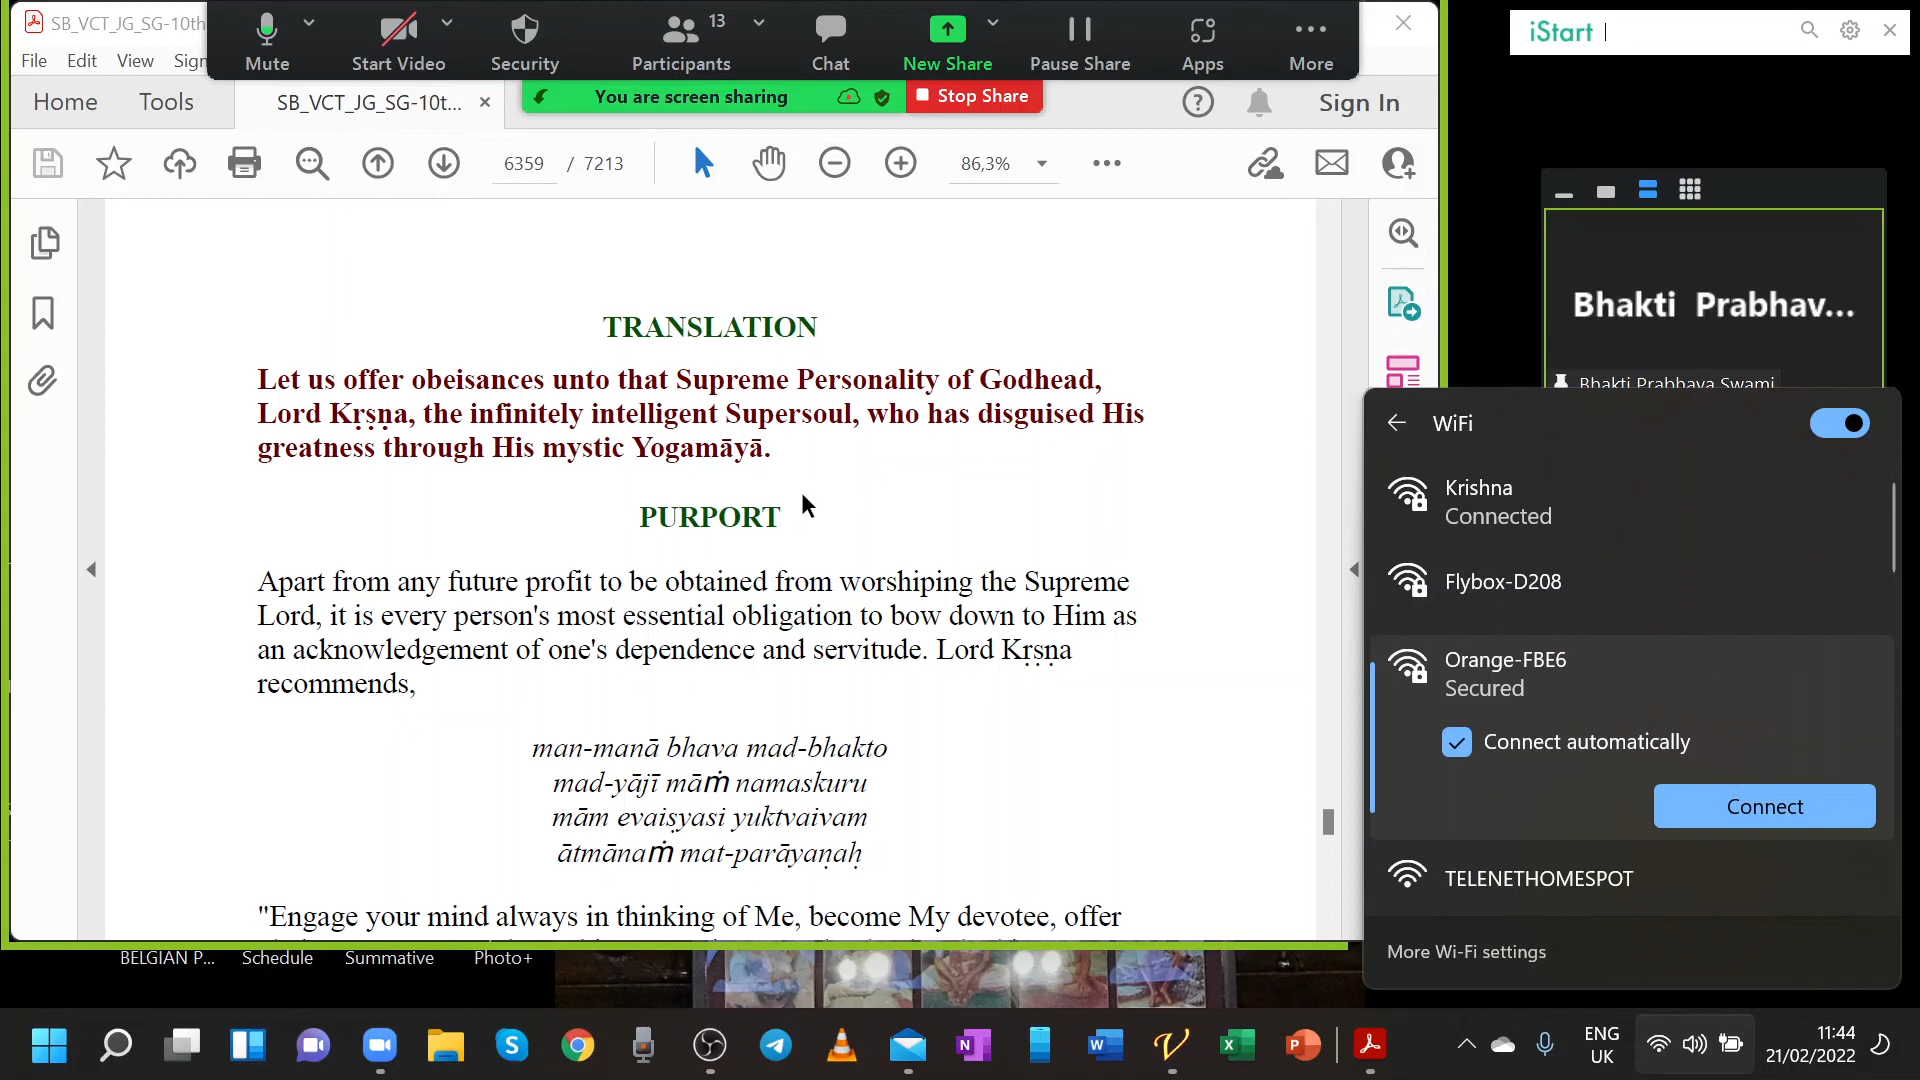 SB_VCT_JG_SG-10th
File Edit View Sign
Mute
Start Video
Security
13
Participants
Chat
New Share
Pause Share
Apps
More
You are screen sharing
Stop Share
Home
Tools
SB_VCT_JG_SG-10t...
Sign In
6359 / 7213
86,3%
TRANSLATION
Let us offer obeisances unto that Supreme Personality of Godhead,
Lord Kṛṣṇa, the infinitely intelligent Supersoul, who has disguised His
greatness through His mystic Yogamāyā.
PURPORT
Apart from any future profit to be obtained from worshiping the Supreme
Lord, it is every person's most essential obligation to bow down to Him as
an acknowledgement of one's dependence and servitude. Lord Kṛṣṇa
recommends,
man-manā bhava mad-bhakto
mad-yājī māṁ namaskuru
mām evaiṣyasi yuktvaivam
ātmānaṁ mat-parāyaṇaḥ
"Engage your mind always in thinking of Me, become My devotee, offer
iStart
Bhakti Prabhav...
Bhakti Prabhava Swami
WiFi
Krishna
Connected
Flybox-D208
Orange-FBE6
Secured
Connect automatically
Connect
TELENETHOMESPOT
More Wi-Fi settings
BELGIAN P...
Schedule
Summative
Photo+
ENG
UK
11:44
21/02/2022